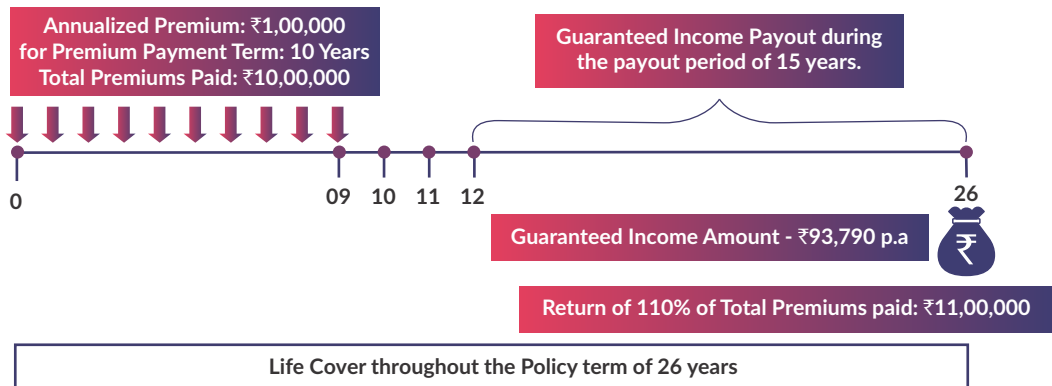 Annualized Premium: ₹1,00,000
for Premium Payment Term: 10 Years
Total Premiums Paid: ₹10,00,000
Guaranteed Income Payout during
the payout period of 15 years.
0
09
10
11
12
26
Guaranteed Income Amount - ₹93,790 p.a
₹
Return of 110% of Total Premiums paid: ₹11,00,000
Life Cover throughout the Policy term of 26 years